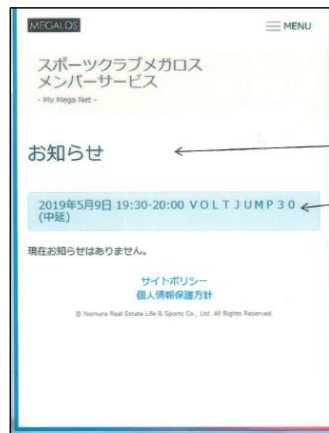 MEGALOS
MENU
スポーツクラブメガロス
メンバーサービス
- My Mega Net -
お知らせ
2019年5月9日 19:30-20:00 ＶＯＬＴＪＵＭＰ３０
(中延)
現在お知らせはありません。
サイトポリシー
個人情報保護方針
© Nomura Real Estate Life & Sports Co., Ltd. All Rights Reserved.